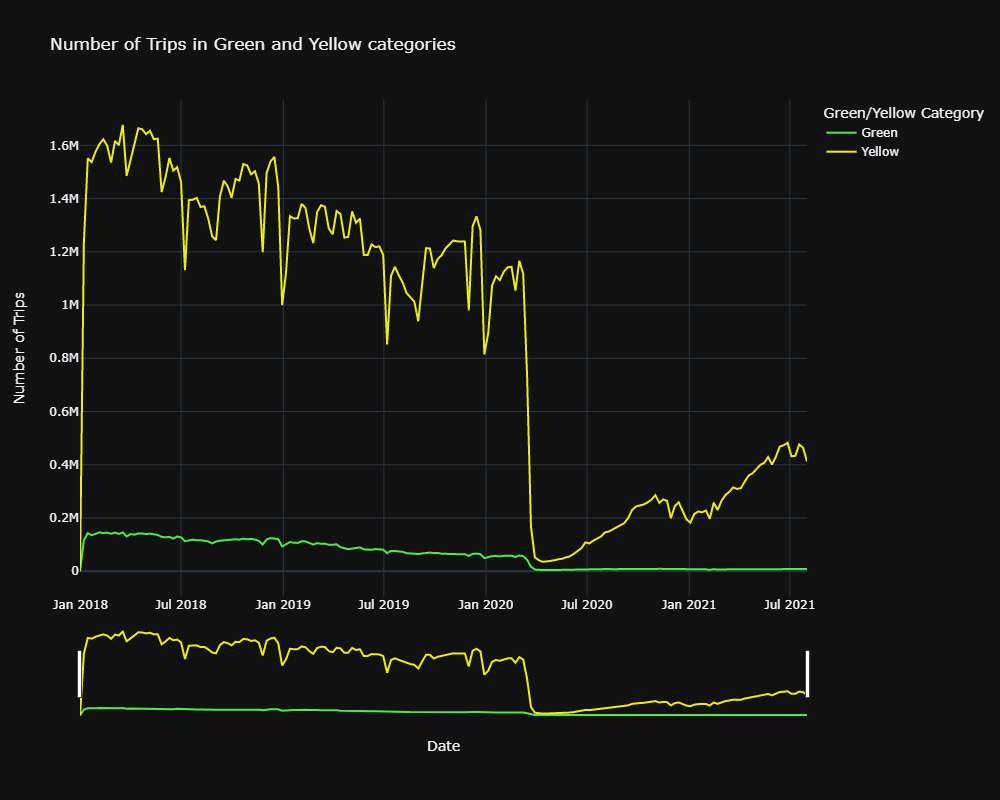 Number of Trips in Green and Yellow categories
Green/Yellow Category
Green
Yellow
Number of Trips
1.6M
1.4M
1.2M
1M
0.8M
0.6M
0.4M
0.2M
0
Jan 2018 Jul 2018 Jan 2019 Jul 2019 Jan 2020 Jul 2020 Jan 2021 Jul 2021
Date